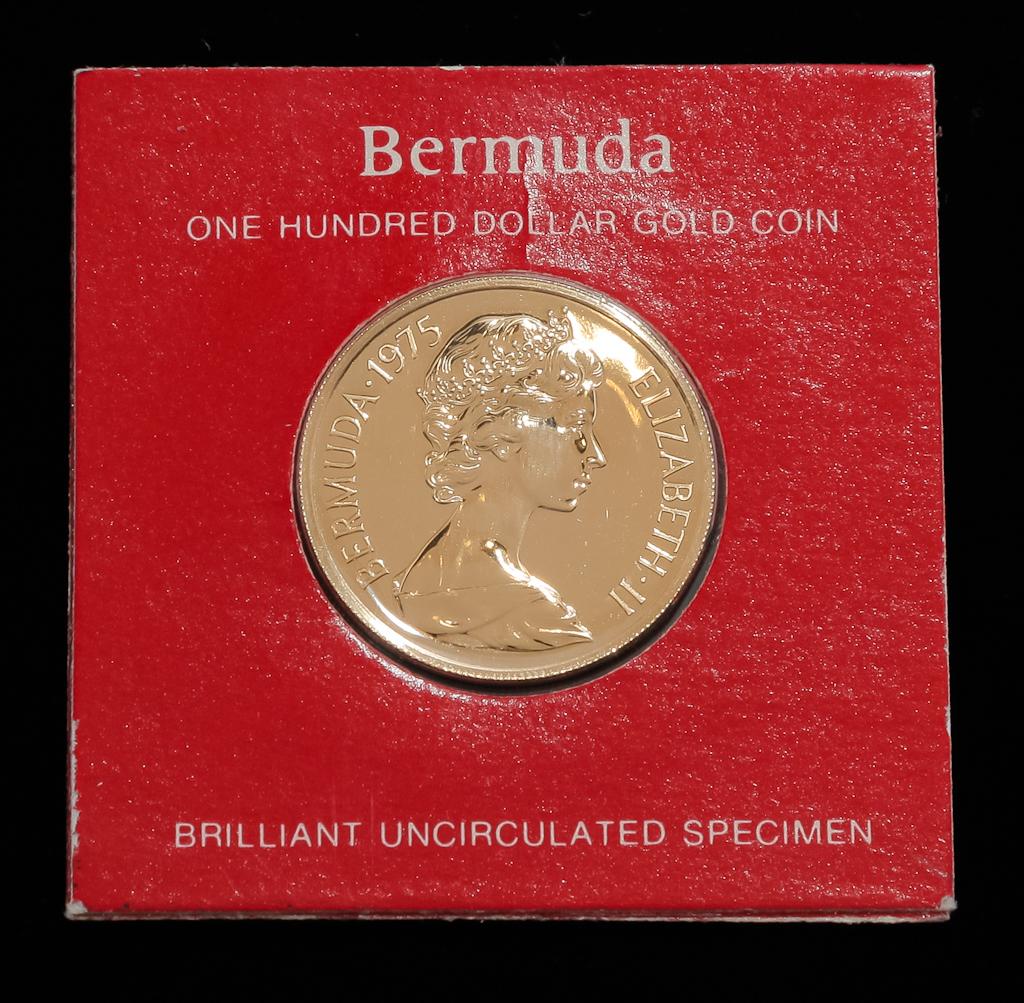 Bermuda
ONE HUNDRED DOLLAR GOLD COIN
BERMUDA·1975
ELIZABETH·II
BRILLIANT UNCIRCULATED SPECIMEN